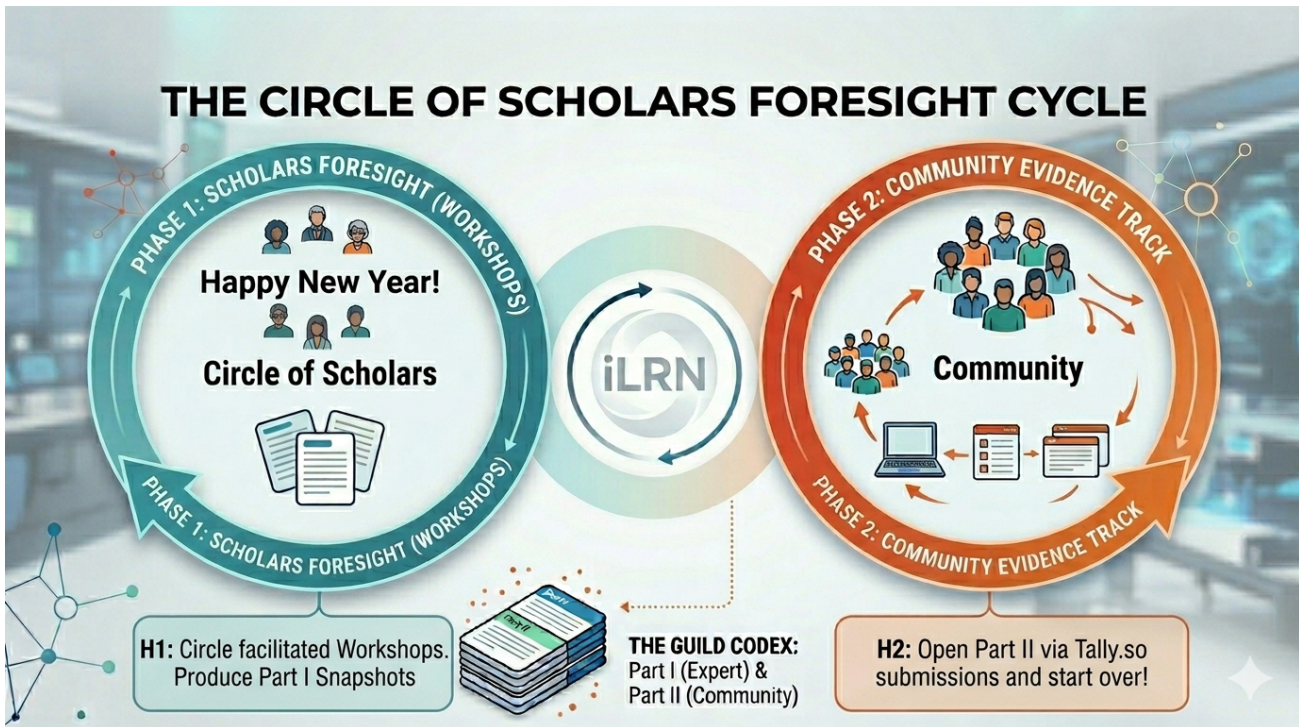 THE CIRCLE OF SCHOLARS FORESIGHT CYCLE
PHASE 1: SCHOLARS FORESIGHT (WORKSHOPS)
Happy New Year!
Circle of Scholars
PHASE 1: SCHOLARS FORESIGHT (WORKSHOPS)
iLRN
PHASE 2: COMMUNITY EVIDENCE TRACK
Community
PHASE 2: COMMUNITY EVIDENCE TRACK
H1: Circle facilitated Workshops.
Produce Part I Snapshots
THE GUILD CODEX:
Part I (Expert) &
Part II (Community)
H2: Open Part II via Tally.so
submissions and start over!